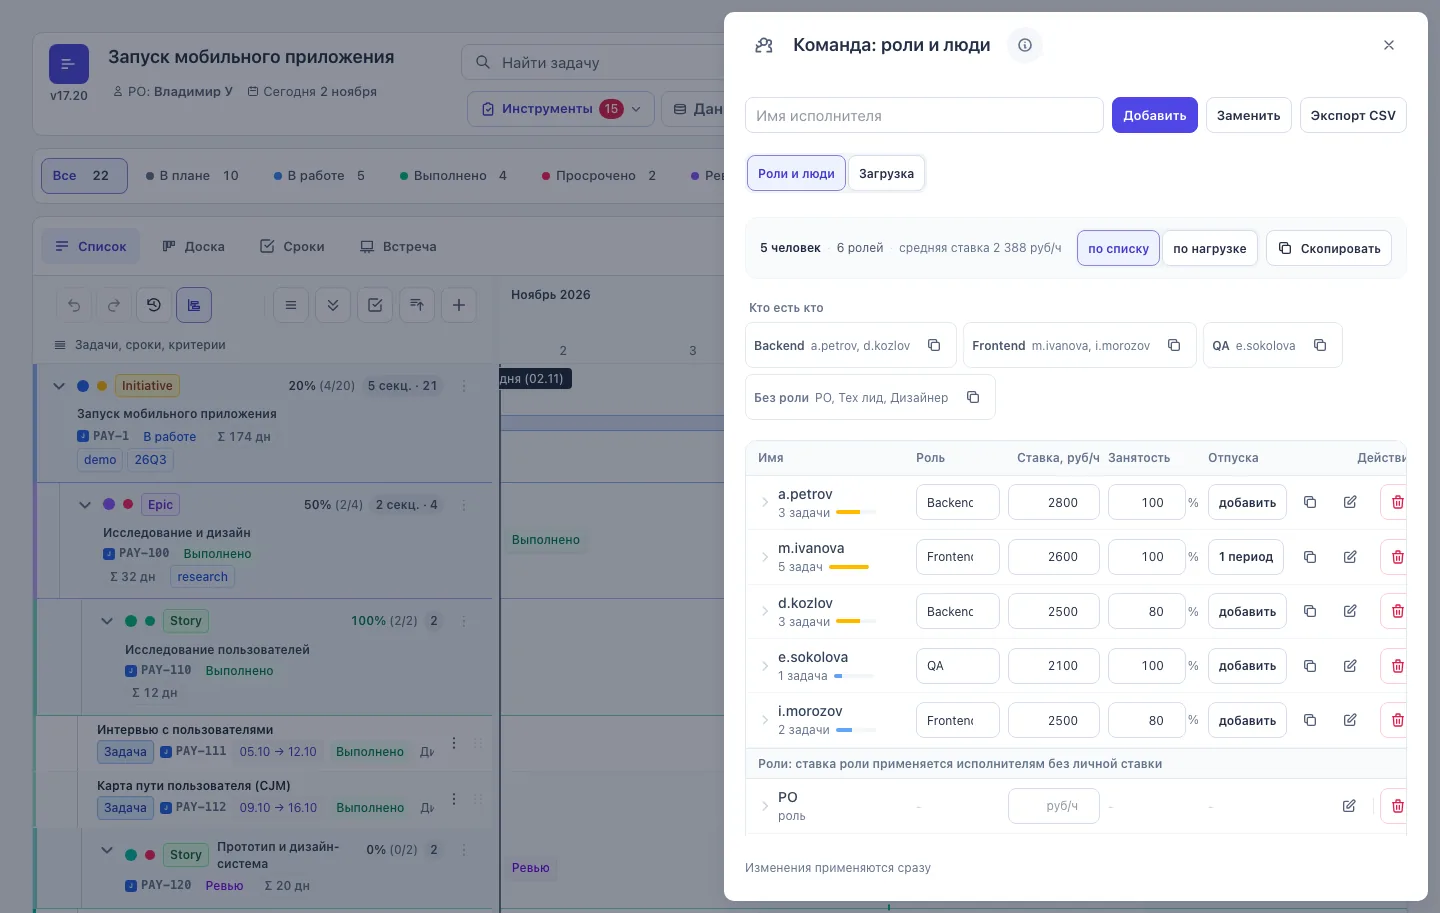 Запуск мобильного приложения
v17.20
PO: Владимир У
Сегодня 2 ноября
Найти задачу
Инструменты 15
Дан
Все 22
В плане 10
В работе 5
Выполнено 4
Просрочено 2
Рев
Список
Доска
Сроки
Встреча
Ноябрь 2026
Задачи, сроки, критерии
2 3
дня (02.11)
Initiative 20% (4/20) 5 секц. · 21
Запуск мобильного приложения
PAY-1 В работе Σ 174 дн
demo 26Q3
Epic 50% (2/4) 2 секц. · 4
Исследование и дизайн
PAY-100 Выполнено
Σ 32 дн research
Выполнено
Story 100% (2/2) 2
Исследование пользователей
PAY-110 Выполнено
Σ 12 дн
Интервью с пользователями
Задача PAY-111 05.10 → 12.10 Выполнено Ди
Карта пути пользователя (CJM)
Задача PAY-112 09.10 → 16.10 Выполнено Ди
Story Прототип и дизайн-система 0% (0/2) 2
PAY-120 Ревью Σ 20 дн
Ревью
Команда: роли и люди
Имя исполнителя
Добавить
Заменить
Экспорт CSV
Роли и люди
Загрузка
5 человек · 6 ролей · средняя ставка 2 388 руб/ч
по списку
по нагрузке
Скопировать
Кто есть кто
Backend a.petrov, d.kozlov
Frontend m.ivanova, i.morozov
QA e.sokolova
Без роли PO, Тех лид, Дизайнер
Имя Роль Ставка, руб/ч Занятость Отпуска Действи
a.petrov
3 задачи
Backend 2800 100 % добавить
m.ivanova
5 задач
Frontend 2600 100 % 1 период
d.kozlov
3 задачи
Backend 2500 80 % добавить
e.sokolova
1 задача
QA 2100 100 % добавить
i.morozov
2 задачи
Frontend 2500 80 % добавить
Роли: ставка роли применяется исполнителям без личной ставки
PO
роль
- руб/ч - -
Изменения применяются сразу